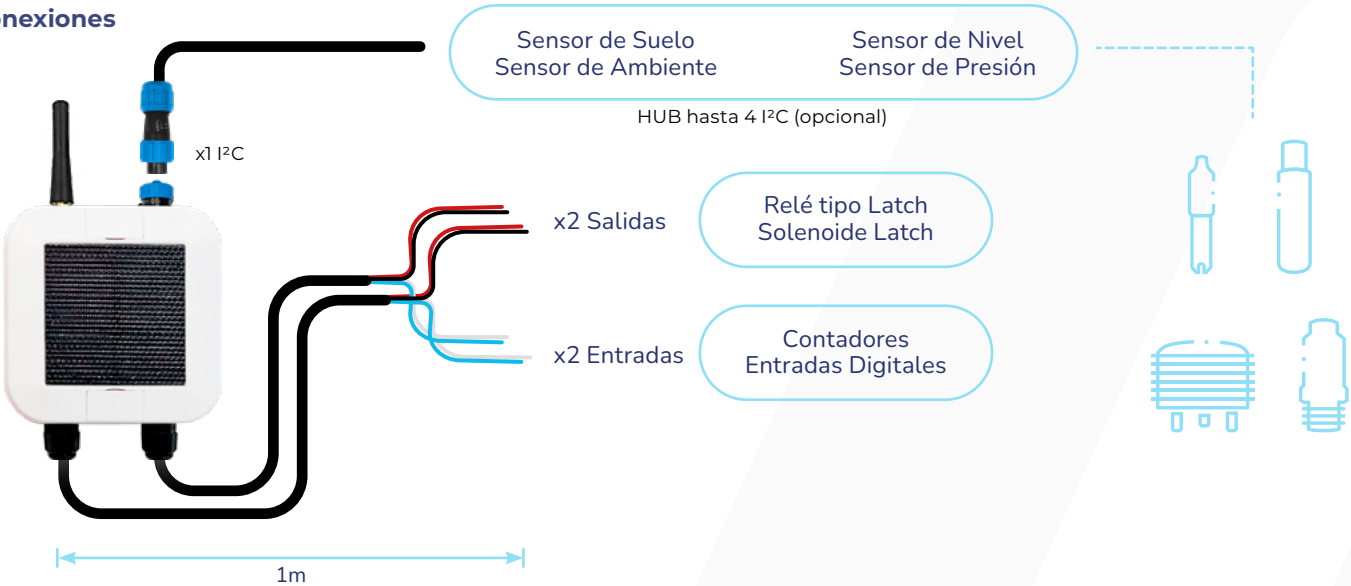 onexiones
Sensor de Suelo
Sensor de Ambiente
Sensor de Nivel
Sensor de Presión
HUB hasta 4 I²C (opcional)
x1 I²C
x2 Salidas
Relé tipo Latch
Solenoide Latch
x2 Entradas
Contadores
Entradas Digitales
1m